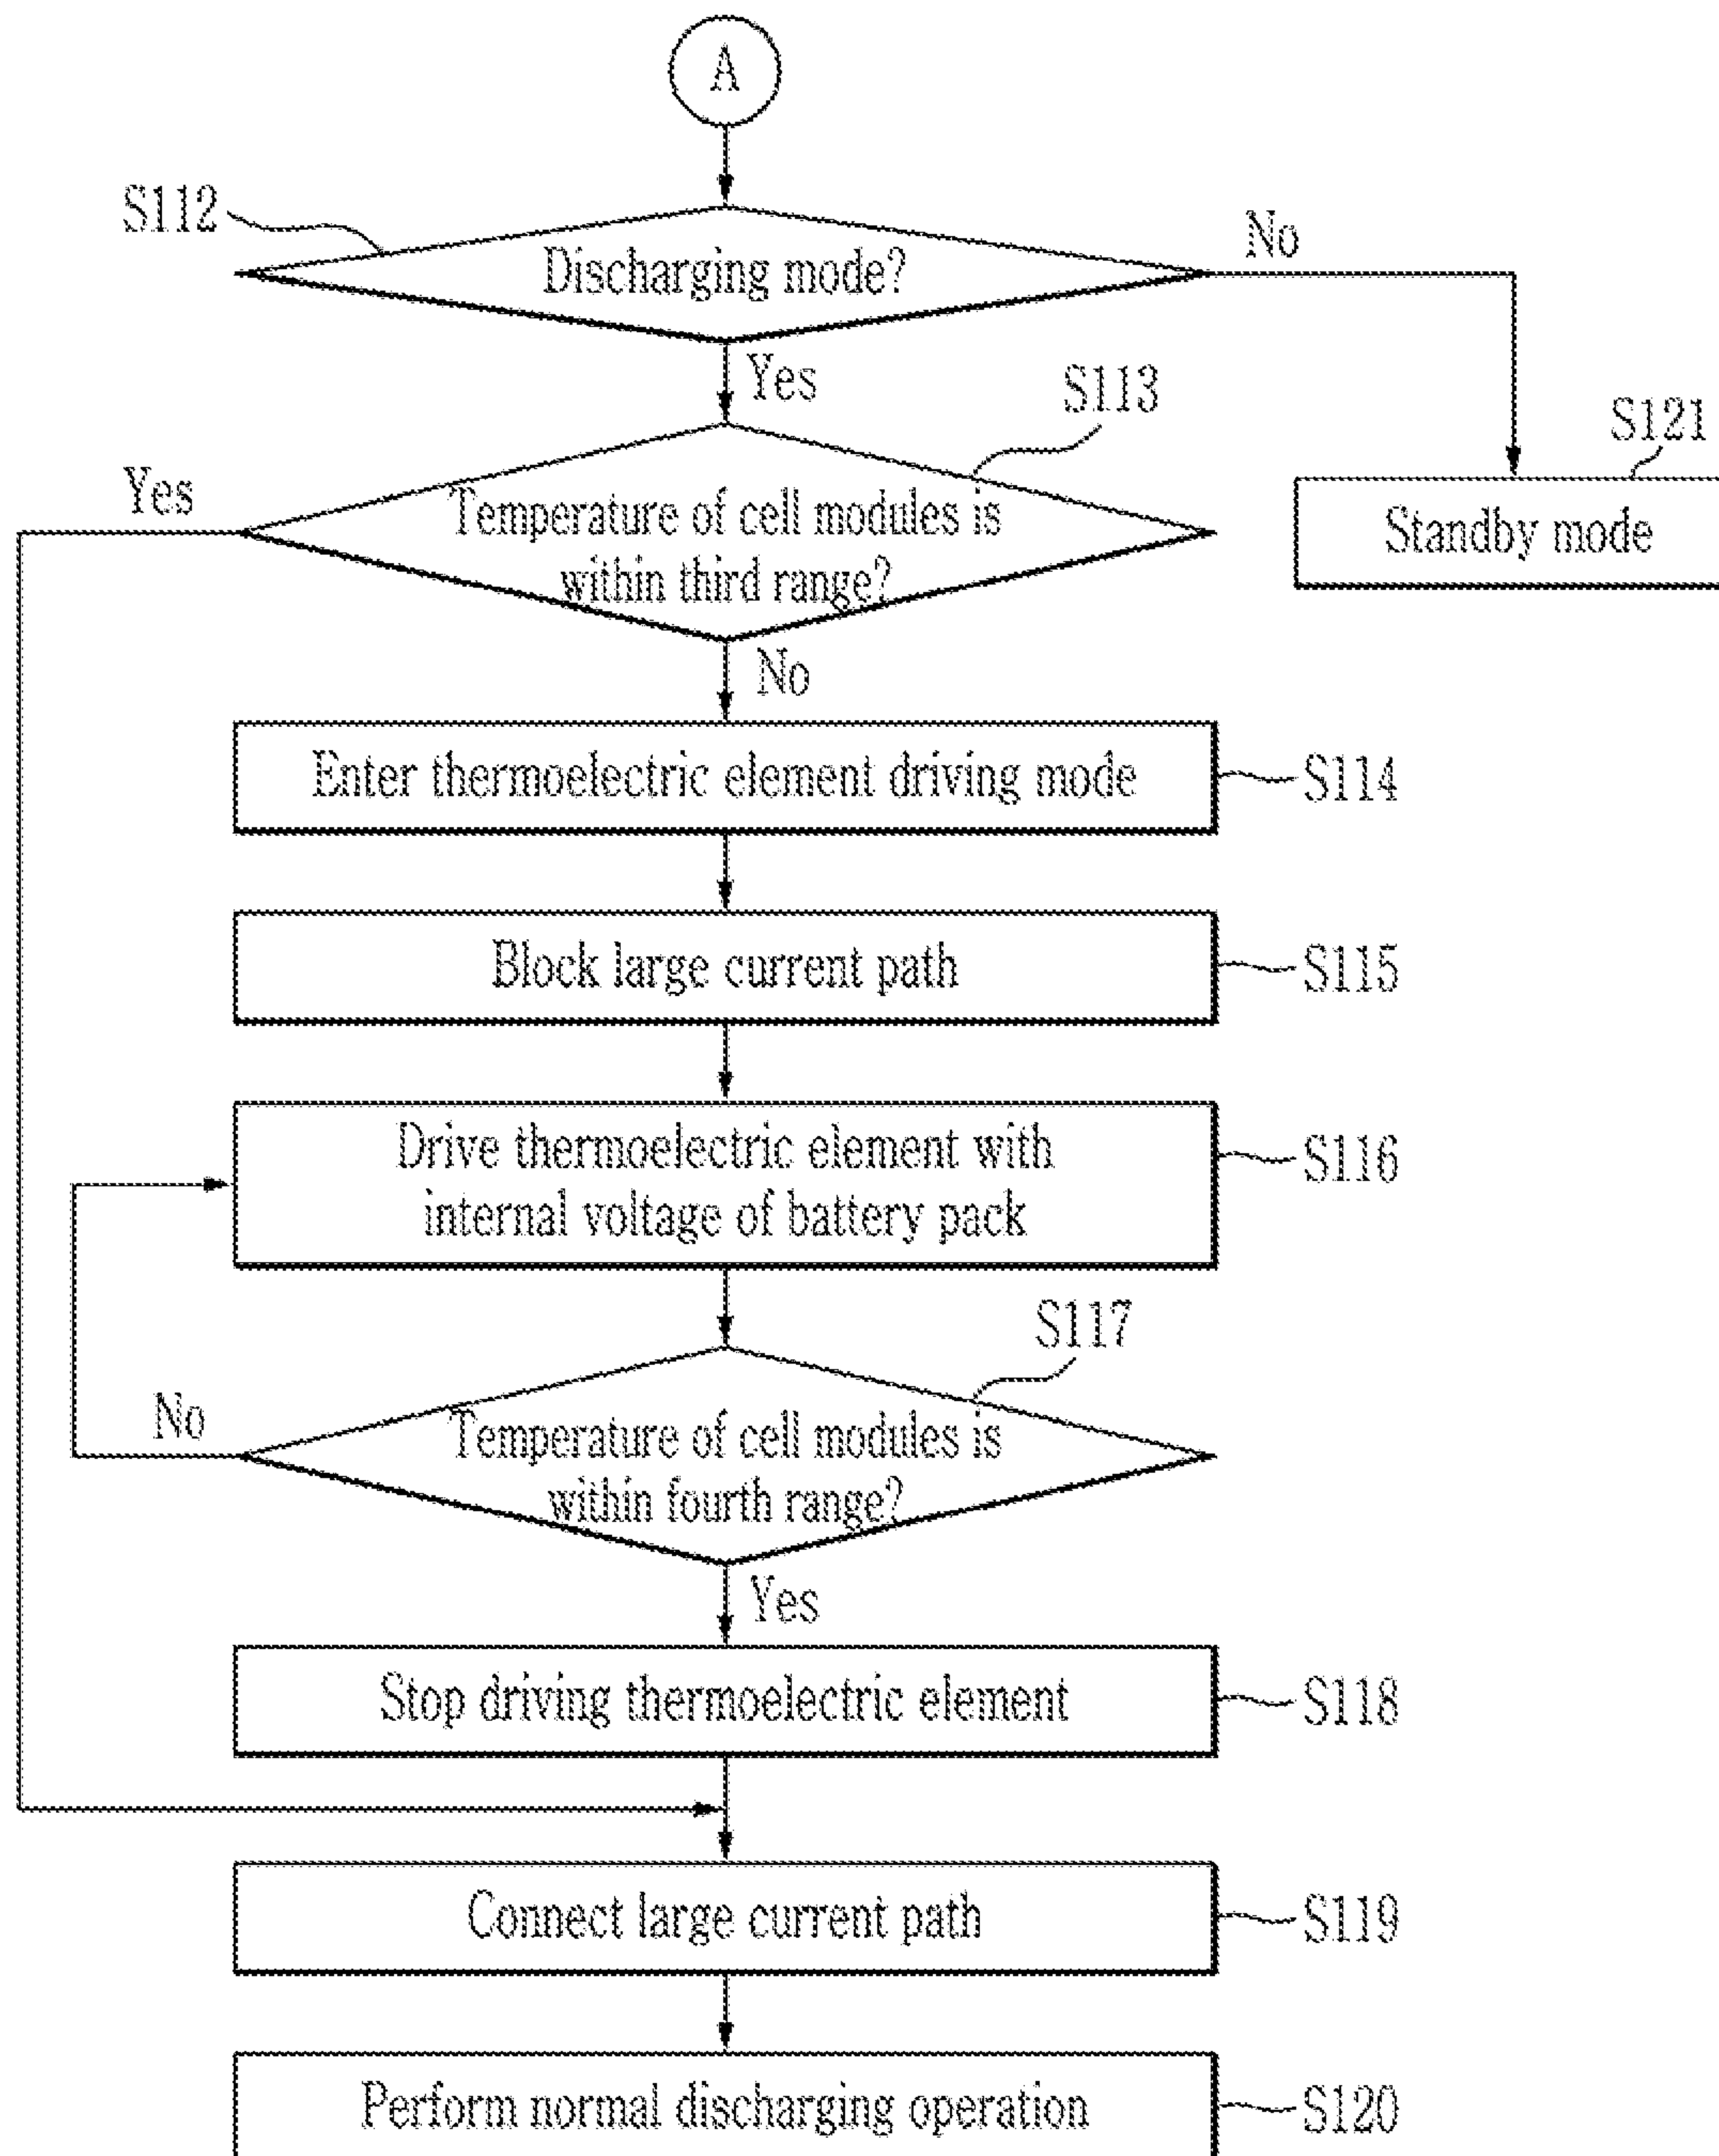 A
S112
Discharging mode?
No
Yes
S113
S121
Yes
Temperature of cell modules is
within third range?
Standby mode
No
Enter thermoelectric element driving mode
S114
Block large current path
S115
Drive thermoelectric element with
internal voltage of battery pack
S116
S117
No
Temperature of cell modules is
within fourth range?
Yes
Stop driving thermoelectric element
S118
Connect large current path
S119
Perform normal discharging operation
S120